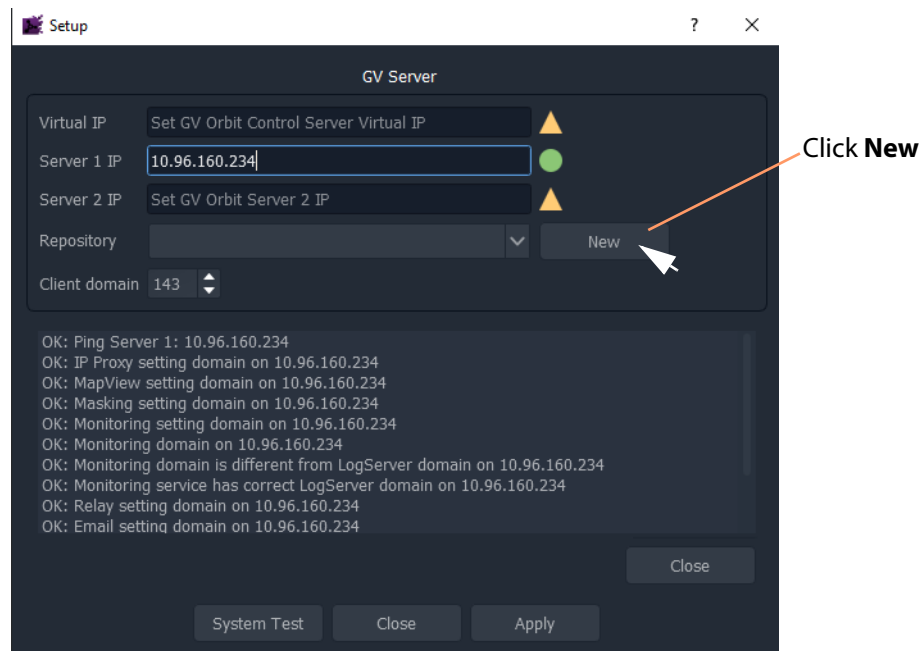 Setup
?
GV Server
Virtual IP Set GV Orbit Control Server Virtual IP
Server 1 IP 10.96.160.234
Click New
Server 2 IP Set GV Orbit Server 2 IP
Repository New
Client domain 143
OK: Ping Server 1: 10.96.160.234
OK: IP Proxy setting domain on 10.96.160.234
OK: MapView setting domain on 10.96.160.234
OK: Masking setting domain on 10.96.160.234
OK: Monitoring setting domain on 10.96.160.234
OK: Monitoring domain on 10.96.160.234
OK: Monitoring domain is different from LogServer domain on 10.96.160.234
OK: Monitoring service has correct LogServer domain on 10.96.160.234
OK: Relay setting domain on 10.96.160.234
OK: Email setting domain on 10.96.160.234
Close
System Test Close Apply